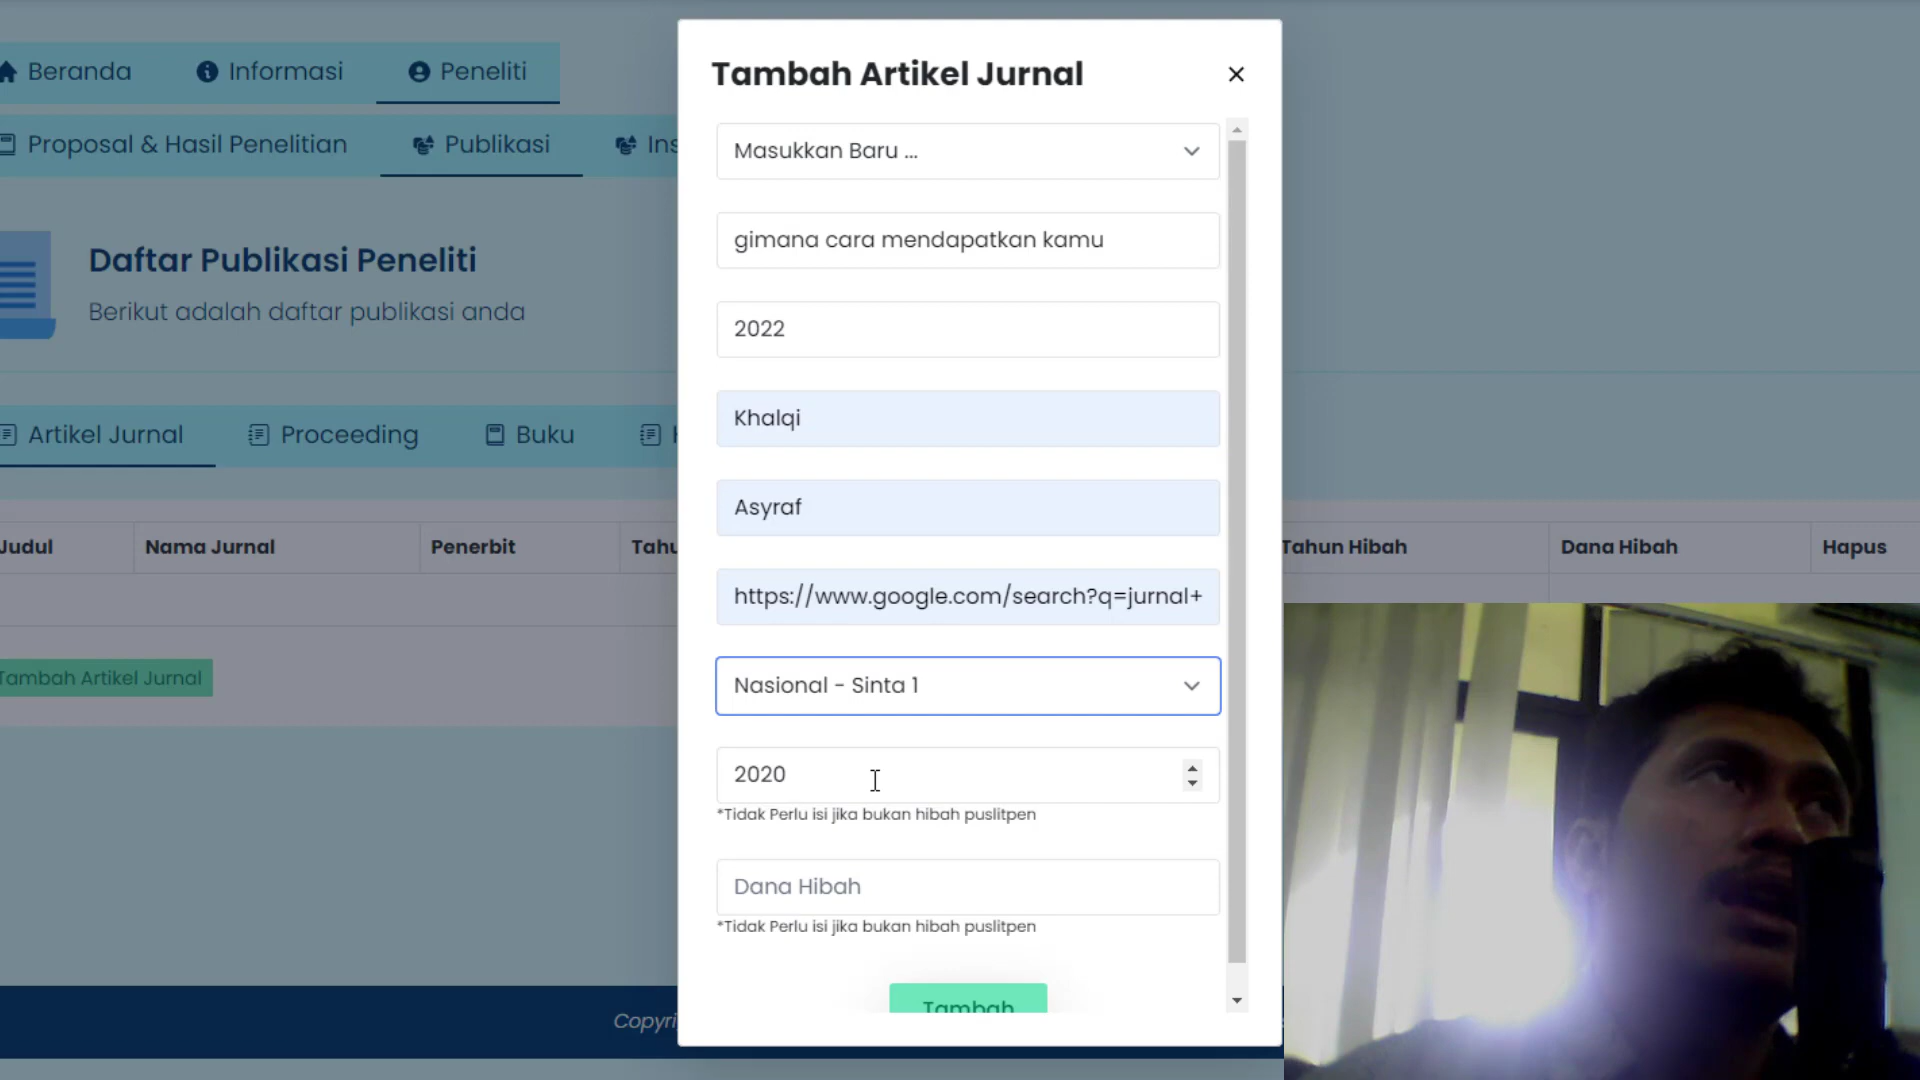 Beranda
Informasi
Peneliti
Proposal & Hasil Penelitian
Publikasi
Daftar Publikasi Peneliti
Berikut adalah daftar publikasi anda
Artikel Jurnal
Proceeding
Buku
Judul
Nama Jurnal
Penerbit
Tahun Hibah
Dana Hibah
Hapus
Tambah Artikel Jurnal
Tambah Artikel Jurnal
Masukkan Baru ...
gimana cara mendapatkan kamu
2022
Khalqi
Asyraf
https://www.google.com/search?q=jurnal+
Nasional - Sinta 1
2020
*Tidak Perlu isi jika bukan hibah puslitpen
Dana Hibah
*Tidak Perlu isi jika bukan hibah puslitpen
Tambah